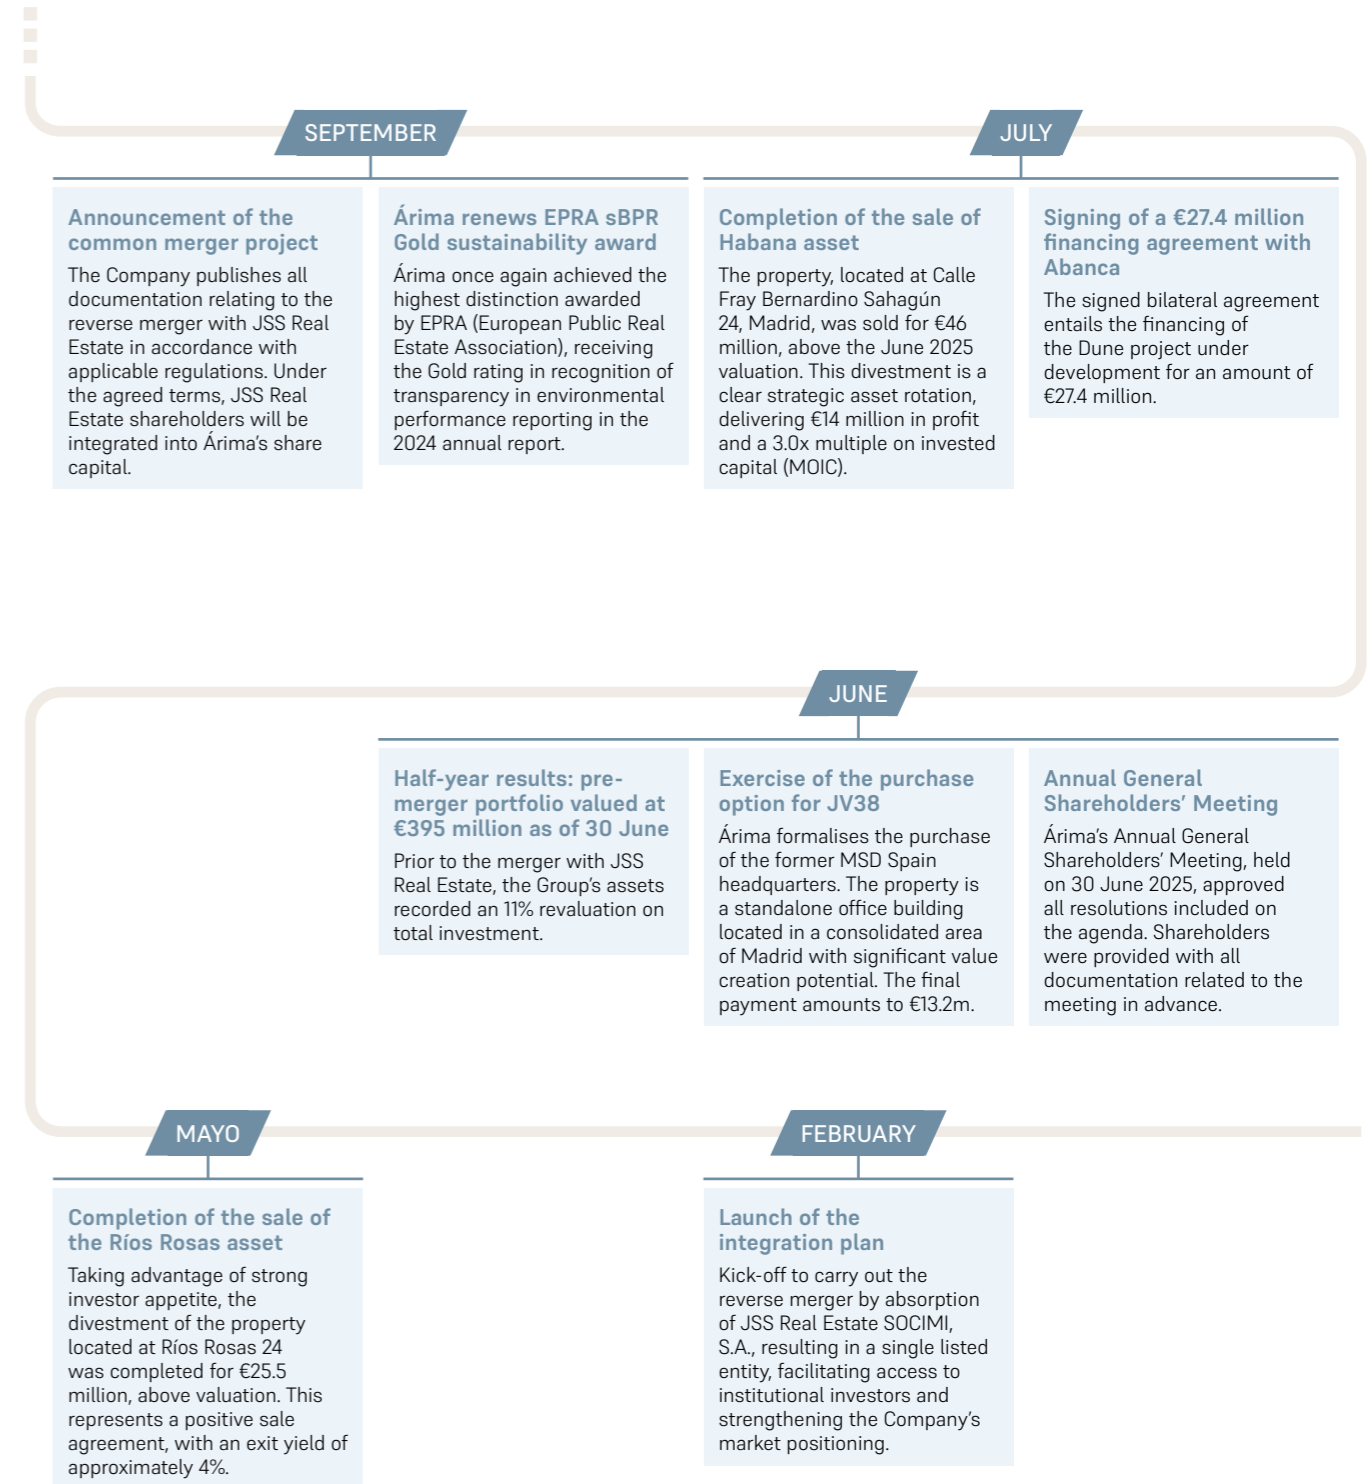 SEPTEMBER
Announcement of the
common merger project
The Company publishes all
documentation relating to the
reverse merger with JSS Real
Estate in accordance with
applicable regulations. Under
the agreed terms, JSS Real
Estate shareholders will be
integrated into Árima's share
capital.
Árima renews EPRA sBPR
Gold sustainability award
Árima once again achieved the
highest distinction awarded
by EPRA (European Public Real
Estate Association), receiving
the Gold rating in recognition of
transparency in environmental
performance reporting in the
2024 annual report.
JULY
Completion of the sale of
Habana asset
The property, located at Calle
Fray Bernardino Sahagún
24, Madrid, was sold for €46
million, above the June 2025
valuation. This divestment is a
clear strategic asset rotation,
delivering €14 million in profit
and a 3.0x multiple on invested
capital (MOIC).
Signing of a €27.4 million
financing agreement with
Abanca
The signed bilateral agreement
entails the financing of
the Dune project under
development for an amount of
€27.4 million.
JUNE
Half-year results: pre-
merger portfolio valued at
€395 million as of 30 June
Prior to the merger with JSS
Real Estate, the Group's assets
recorded an 11% revaluation on
total investment.
Exercise of the purchase
option for JV38
Árima formalises the purchase
of the former MSD Spain
headquarters. The property is
a standalone office building
located in a consolidated area
of Madrid with significant value
creation potential. The final
payment amounts to €13.2m.
Annual General
Shareholders' Meeting
Árima's Annual General
Shareholders' Meeting, held
on 30 June 2025, approved
all resolutions included on
the agenda. Shareholders
were provided with all
documentation related to the
meeting in advance.
MAYO
Completion of the sale of
the Ríos Rosas asset
Taking advantage of strong
investor appetite, the
divestment of the property
located at Ríos Rosas 24
was completed for €25.5
million, above valuation. This
represents a positive sale
agreement, with an exit yield of
approximately 4%.
FEBRUARY
Launch of the
integration plan
Kick-off to carry out the
reverse merger by absorption
of JSS Real Estate SOCIMI,
S.A., resulting in a single listed
entity, facilitating access to
institutional investors and
strengthening the Company's
market positioning.